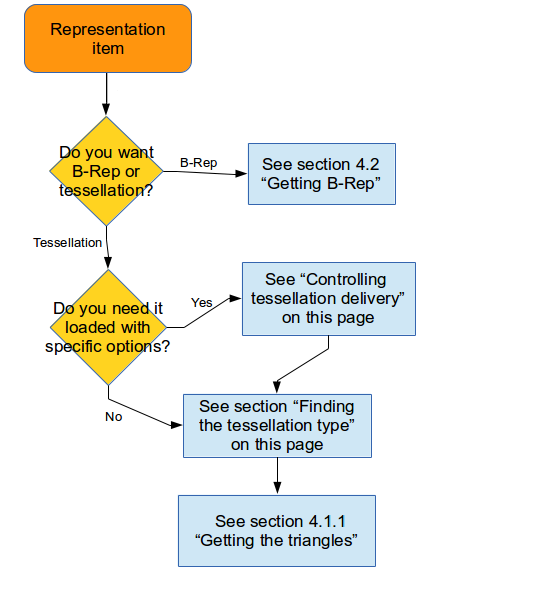 Representation
item
Do you want
B-Rep or
tessellation?
B-Rep
See section 4.2
“Getting B-Rep”
Tessellation
Do you need it
loaded with
specific options?
Yes
See “Controlling
tessellation delivery”
on this page
No
See section “Finding
the tessellation type”
on this page
See section 4.1.1
“Getting the triangles”